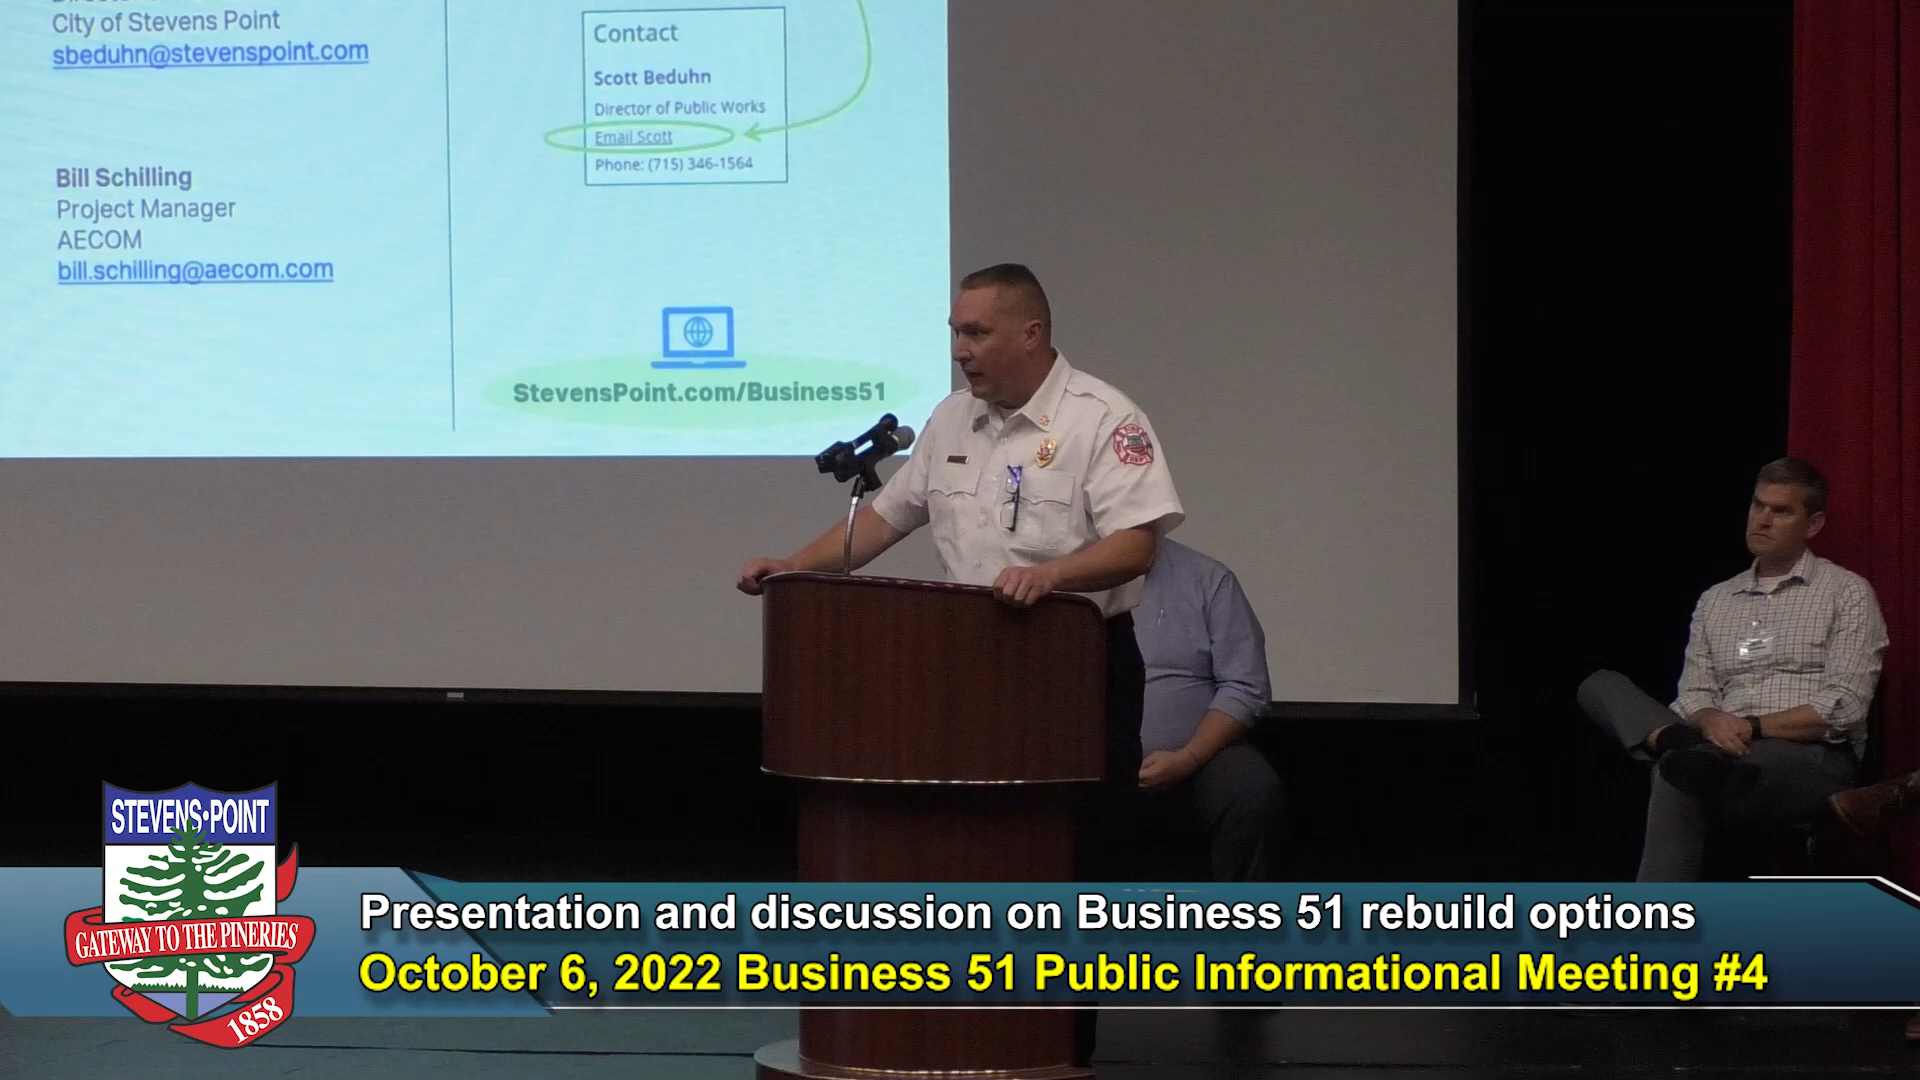 City of Stevens Point
sbeduhn@stevenspoint.com
Bill Schilling
Project Manager
AECOM
bill.schilling@aecom.com
Contact
Scott Beduhn
Director of Public Works
Email Scott
Phone: (715) 346-1564
StevensPoint.com/Business51
STEVENS•POINT
GATEWAY TO THE PINERIES
1858
Presentation and discussion on Business 51 rebuild options
October 6, 2022 Business 51 Public Informational Meeting #4